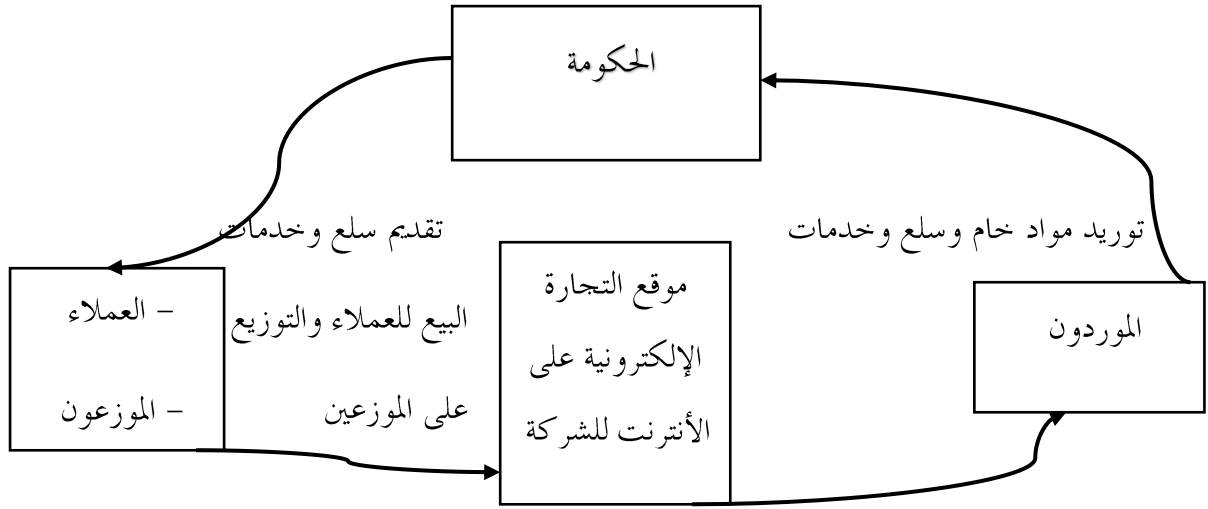 الحكومة
توريد مواد خام وسلع وخدمات
تقديم سلع وخدمات
الموردون
موقع التجارة
الإلكترونية على
الأنترنت للشركة
البيع للعملاء والتوزيع
على الموزعين
– العملاء
– الموزعون